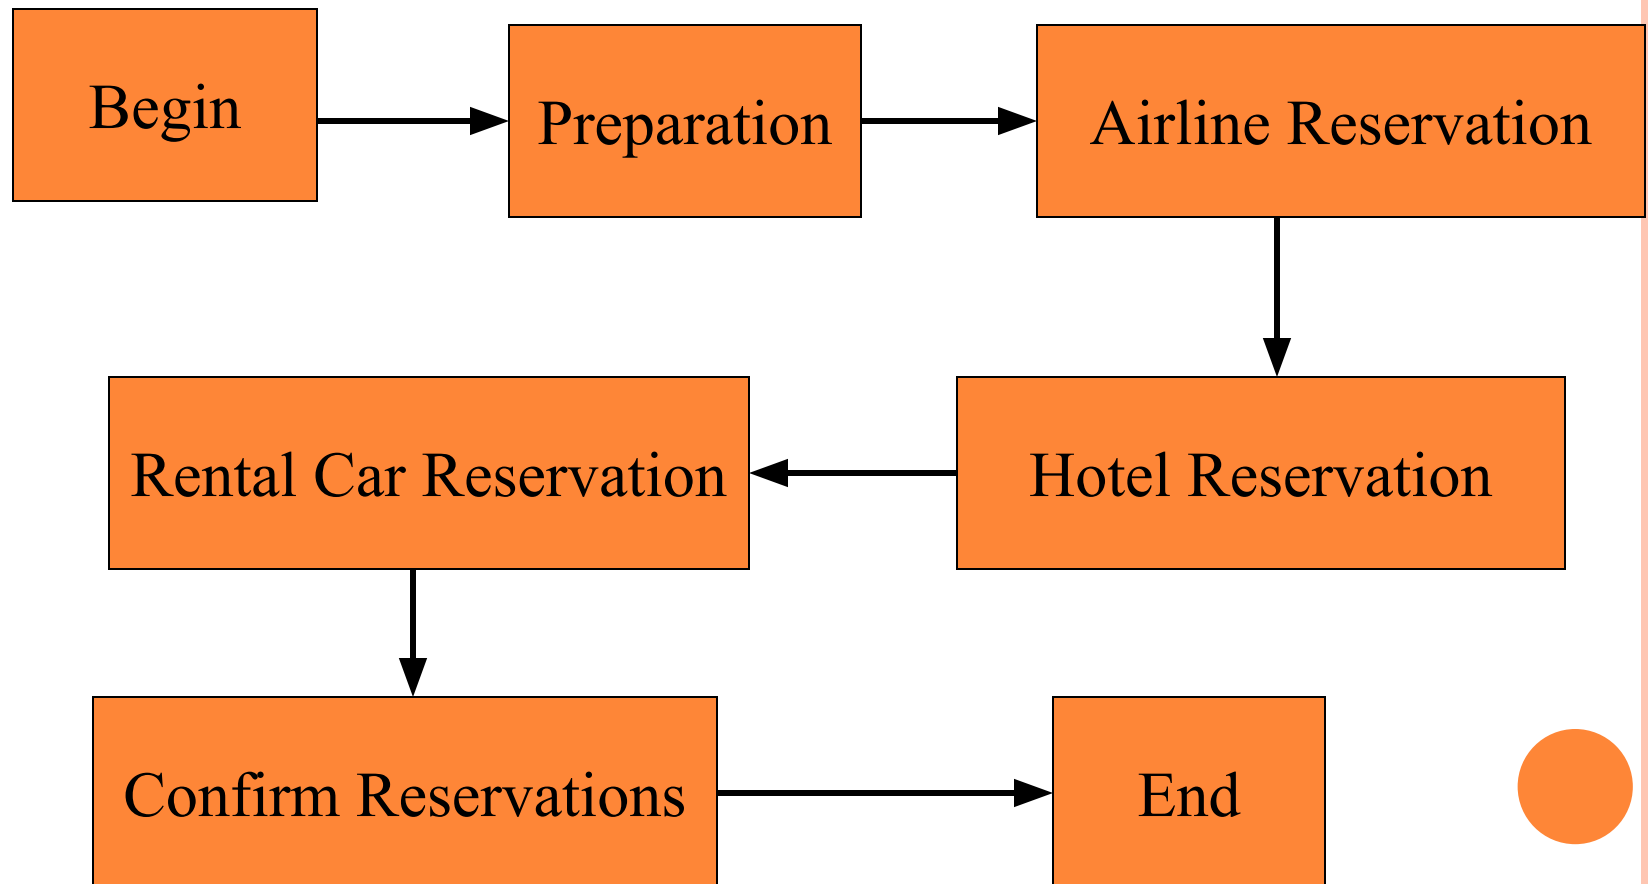 Begin
Preparation
Airline Reservation
Hotel Reservation
Rental Car Reservation
Confirm Reservations
End